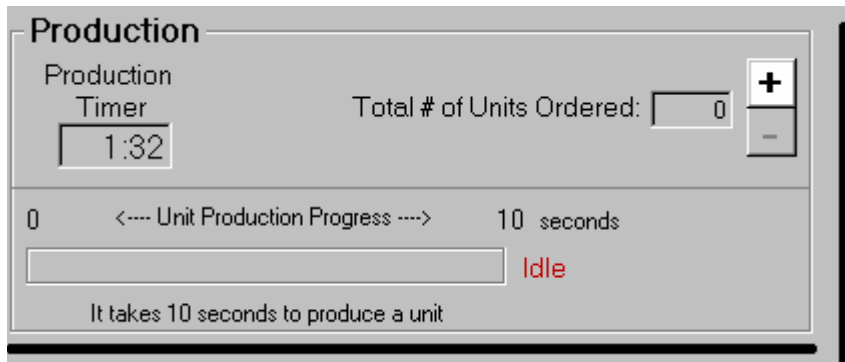 Production
Production
Timer
1:32
Total # of Units Ordered: 0
+
-
0 <---- Unit Production Progress ----> 10 seconds
Idle
It takes 10 seconds to produce a unit